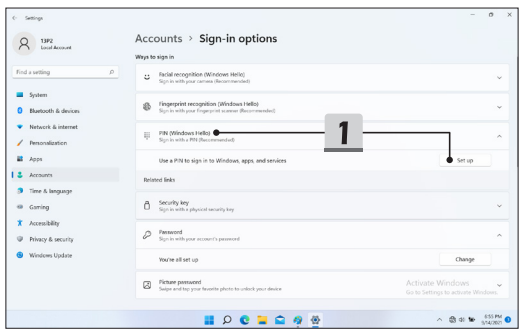 Settings
13P2
Local Account
Find a setting
System
Bluetooth & devices
Network & internet
Personalization
Apps
Accounts
Time & language
Gaming
Accessibility
Privacy & security
Windows Update
Accounts > Sign-in options
Ways to sign in
Facial recognition (Windows Hello)
Sign in with your camera (Recommended)
Fingerprint recognition (Windows Hello)
Sign in with your fingerprint scanner (Recommended)
PIN (Windows Hello)
Sign in with a PIN (Recommended)
1
Use a PIN to sign in to Windows, apps, and services
Set up
Related links
Security key
Sign in with a physical security key
Password
Sign in with your account's password
You're all set up
Change
Picture password
Swipe and tap your favorite photo to unlock your device
Activate Windows
Go to Settings to activate Windows.
8:55 PM
9/14/2021